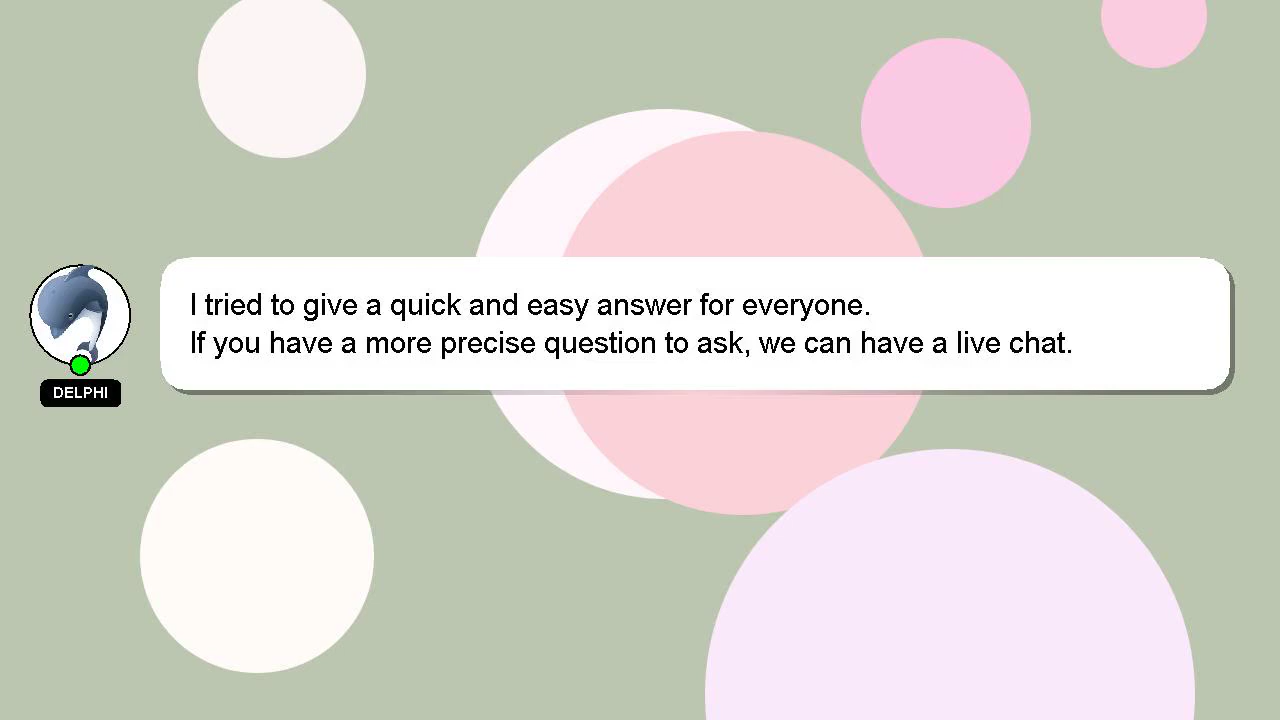 I tried to give a quick and easy answer for everyone.
If you have a more precise question to ask, we can have a live chat.
DELPHI